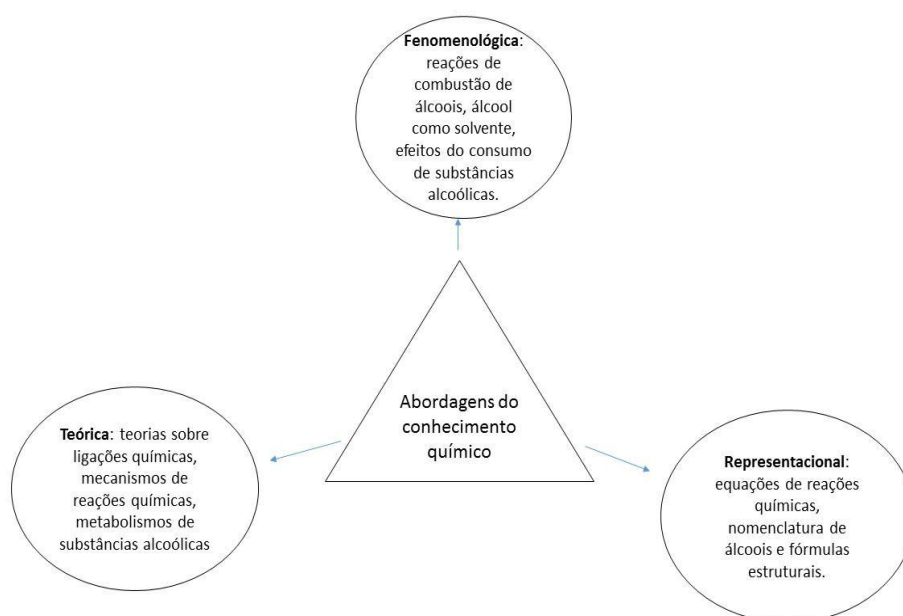 Fenomenológica:
reações de
combustão de
álcoois, álcool
como solvente,
efeitos do consumo
de substâncias
alcoólicas.
Abordagens do
conhecimento
químico
Teórica: teorias sobre
ligações químicas,
mecanismos de
reações químicas,
metabolismos de
substâncias alcoólicas
Representacional:
equações de reações
químicas,
nomenclatura de
álcoois e fórmulas
estruturais.